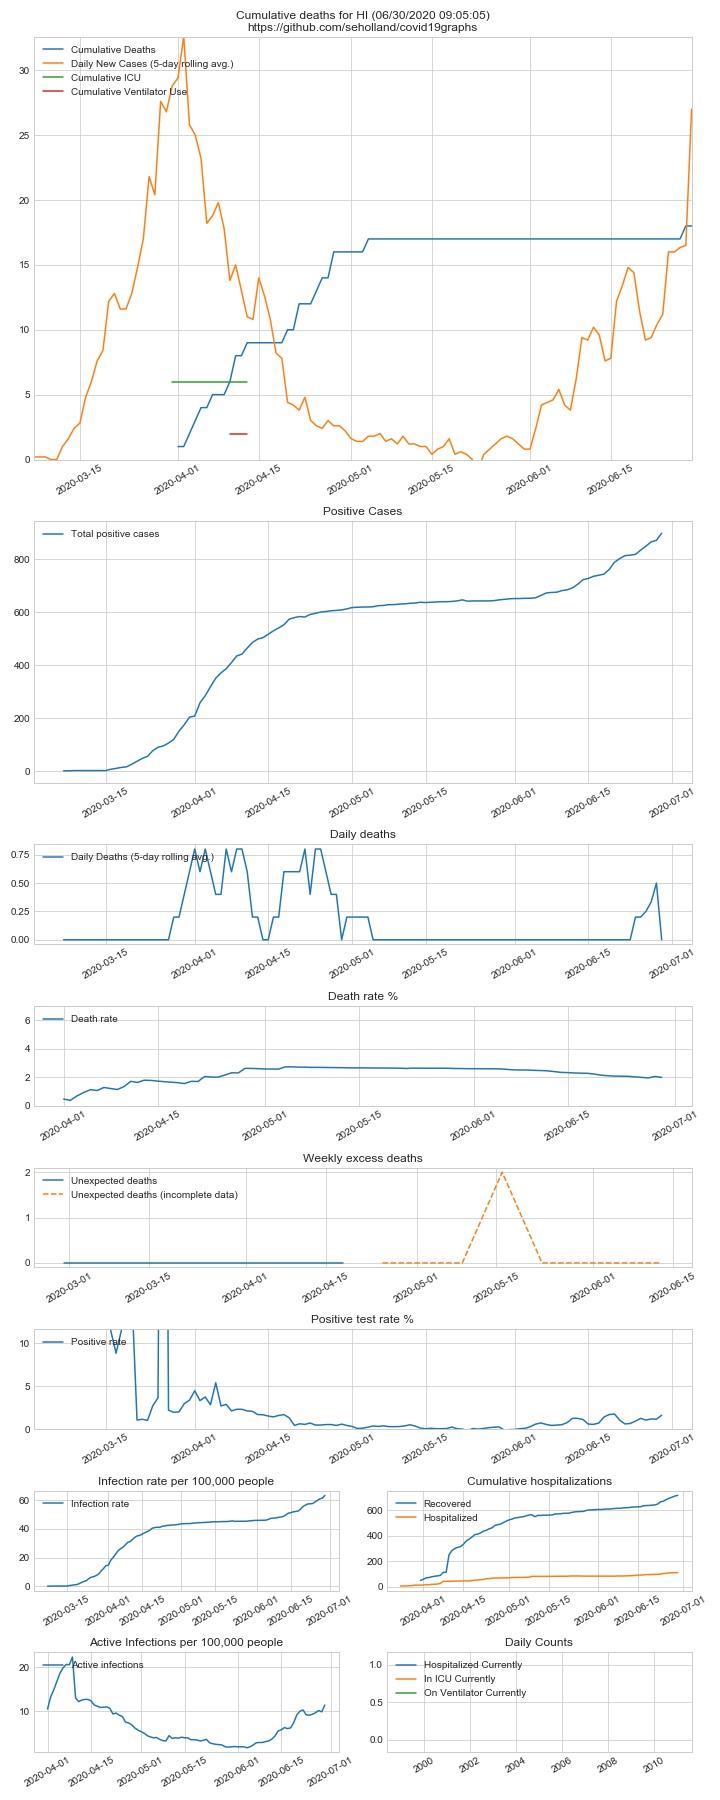 Cumulative deaths for HI (06/30/2020 09:05:05)
https://github.com/seholland/covid19graphs
Cumulative Deaths
Daily New Cases (5-day rolling avg.)
Cumulative ICU
Cumulative Ventilator Use
30
25
20
15
10
5
0
2020-03-15 2020-04-01 2020-04-15 2020-05-01 2020-05-15 2020-06-01 2020-06-15
Positive Cases
Total positive cases
800
600
400
200
0
2020-03-15 2020-04-01 2020-04-15 2020-05-01 2020-05-15 2020-06-01 2020-06-15 2020-07-01
Daily deaths
Daily Deaths (5-day rolling avg.)
0.75
0.50
0.25
0.00
2020-03-15 2020-04-01 2020-04-15 2020-05-01 2020-05-15 2020-06-01 2020-06-15 2020-07-01
Death rate %
Death rate
6
4
2
0
2020-04-01 2020-04-15 2020-05-01 2020-05-15 2020-06-01 2020-06-15 2020-07-01
Weekly excess deaths
Unexpected deaths
Unexpected deaths (incomplete data)
2
1
0
2020-03-01 2020-03-15 2020-04-01 2020-04-15 2020-05-01 2020-05-15 2020-06-01 2020-06-15
Positive test rate %
Positive rate
10
5
0
2020-03-15 2020-04-01 2020-04-15 2020-05-01 2020-05-15 2020-06-01 2020-06-15 2020-07-01
Infection rate per 100,000 people
Infection rate
60
40
20
0
2020-03-15 2020-04-01 2020-04-15 2020-05-01 2020-05-15 2020-06-01 2020-06-15 2020-07-01
Cumulative hospitalizations
Recovered
Hospitalized
600
400
200
0
2020-04-01 2020-04-15 2020-05-01 2020-05-15 2020-06-01 2020-06-15 2020-07-01
Active Infections per 100,000 people
Active infections
20
10
2020-04-01 2020-04-15 2020-05-01 2020-05-15 2020-06-01 2020-06-15 2020-07-01
Daily Counts
Hospitalized Currently
In ICU Currently
On Ventilator Currently
1.0
0.5
0.0
2000 2002 2004 2006 2008 2010